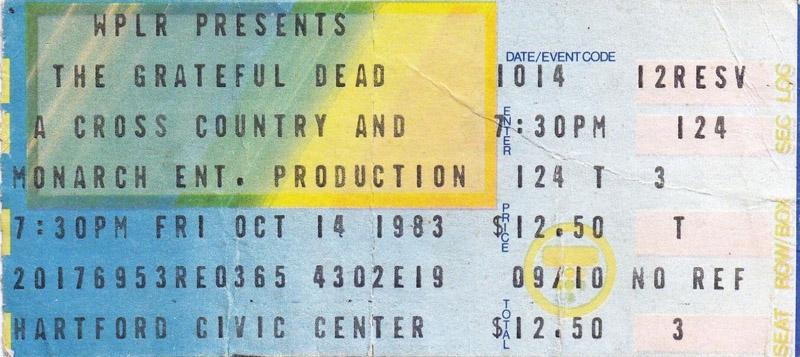 WPLR PRESENTS
THE GRATEFUL DEAD
A CROSS COUNTRY AND
MONARCH ENT. PRODUCTION
7:30PM FRI OCT 14 1983
20176953RE0365 4302E19
HARTFORD CIVIC CENTER
DATE/EVENT CODE
1014 12RESV
ENTER 7:30PM 124
124 T 3
PRICE $12.50 T
09/10 NO REF
TOTAL $12.50 3
SEC LOG
ROW/BOX
SEAT